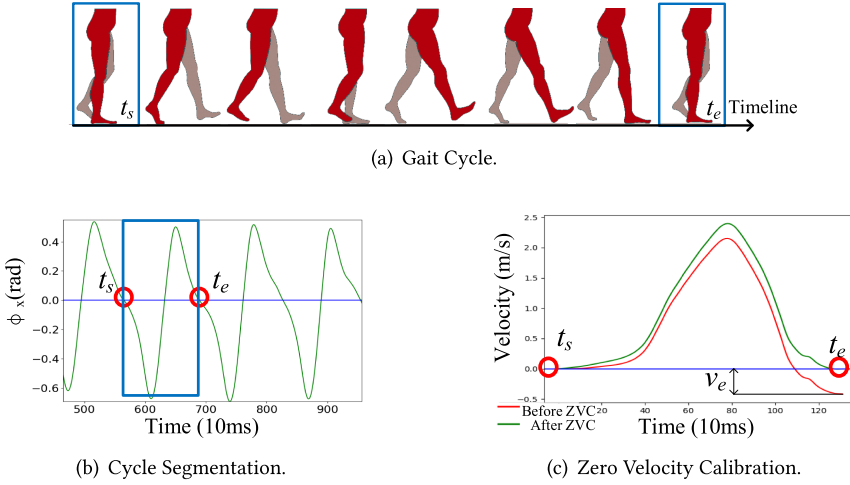 t_s
t_e
Timeline
(a) Gait Cycle.
ϕ x(rad)
0.4
0.2
0.0
−0.2
−0.4
−0.6
t_s
t_e
500 600 700 800 900
Time (10ms)
(b) Cycle Segmentation.
Velocity (m/s)
2.5
2.0
1.5
1.0
0.5
0.0
−0.5
t_s
t_e
v_e
Before ZVC
After ZVC
20 40 60 80 100 120
Time (10ms)
(c) Zero Velocity Calibration.